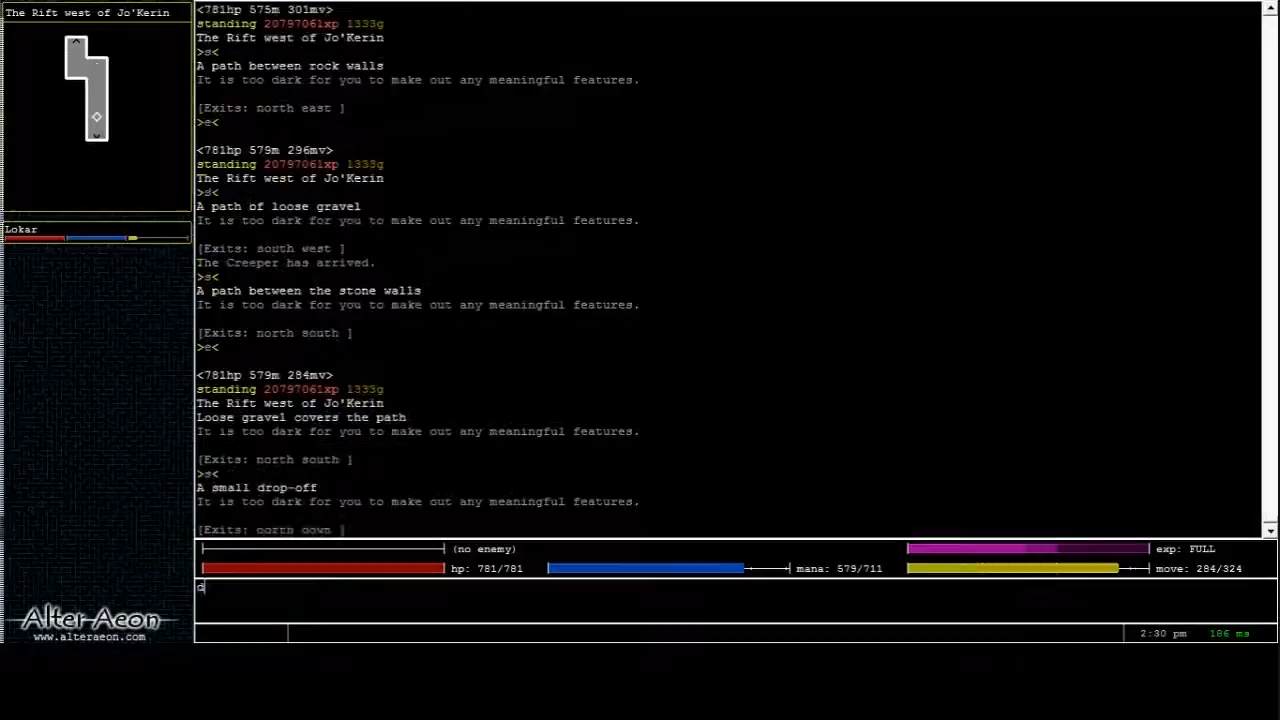 The Rift west of Jo'Kerin
Lokar
<781hp 575m 301mv>
standing 20797061xp 1333g
The Rift west of Jo'Kerin
>s<
A path between rock walls
It is too dark for you to make out any meaningful features.
[Exits: north east ]
>e<
<781hp 579m 296mv>
standing 20797061xp 1333g
The Rift west of Jo'Kerin
>s<
A path of loose gravel
It is too dark for you to make out any meaningful features.
[Exits: south west ]
The Creeper has arrived.
>s<
A path between the stone walls
It is too dark for you to make out any meaningful features.
[Exits: north south ]
>e<
<781hp 579m 284mv>
standing 20797061xp 1333g
The Rift west of Jo'Kerin
Loose gravel covers the path
It is too dark for you to make out any meaningful features.
[Exits: north south ]
>s<
A small drop-off
It is too dark for you to make out any meaningful features.
[Exits: north down ]
(no enemy)
exp: FULL
hp: 781/781
mana: 579/711
move: 284/324
d
Alter Aeon
www.alteraeon.com
2:30 pm
186 ms